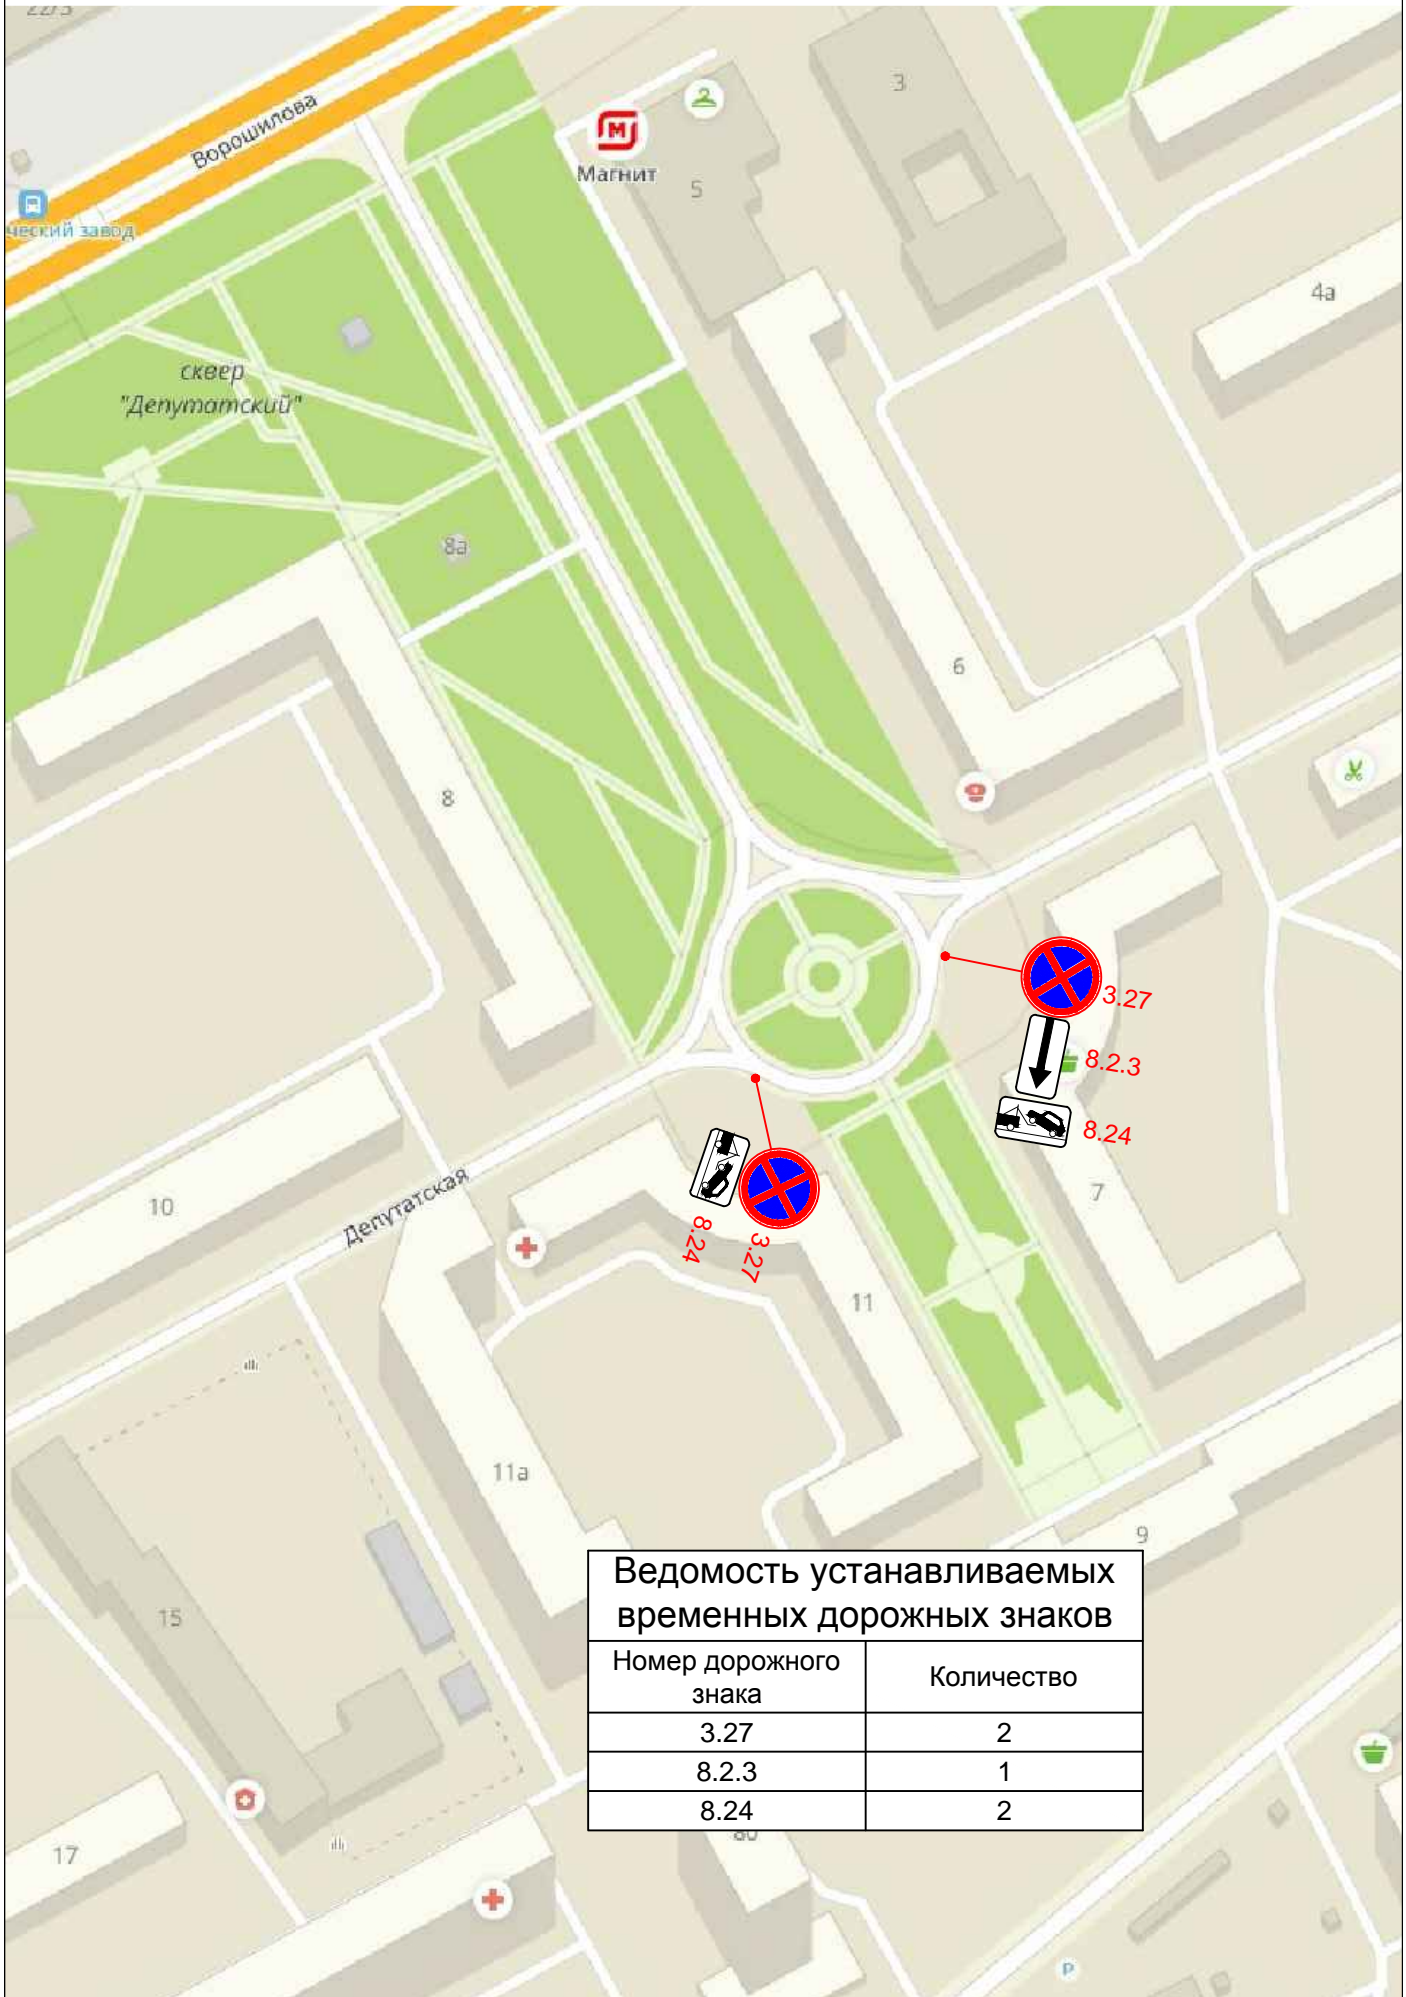 22/3
Ворошилова
3
Магнит
5
ческий завод
4а
сквер
"Депутатский"
8а
6
8
3.27
8.2.3
8.24
7
10
Депутатская
8.24
3.27
11
11а
9
15
17
Ведомость устанавливаемых
временных дорожных знаков
Номер дорожного
знака
Количество
3.27
2
8.2.3
1
8.24
2
P